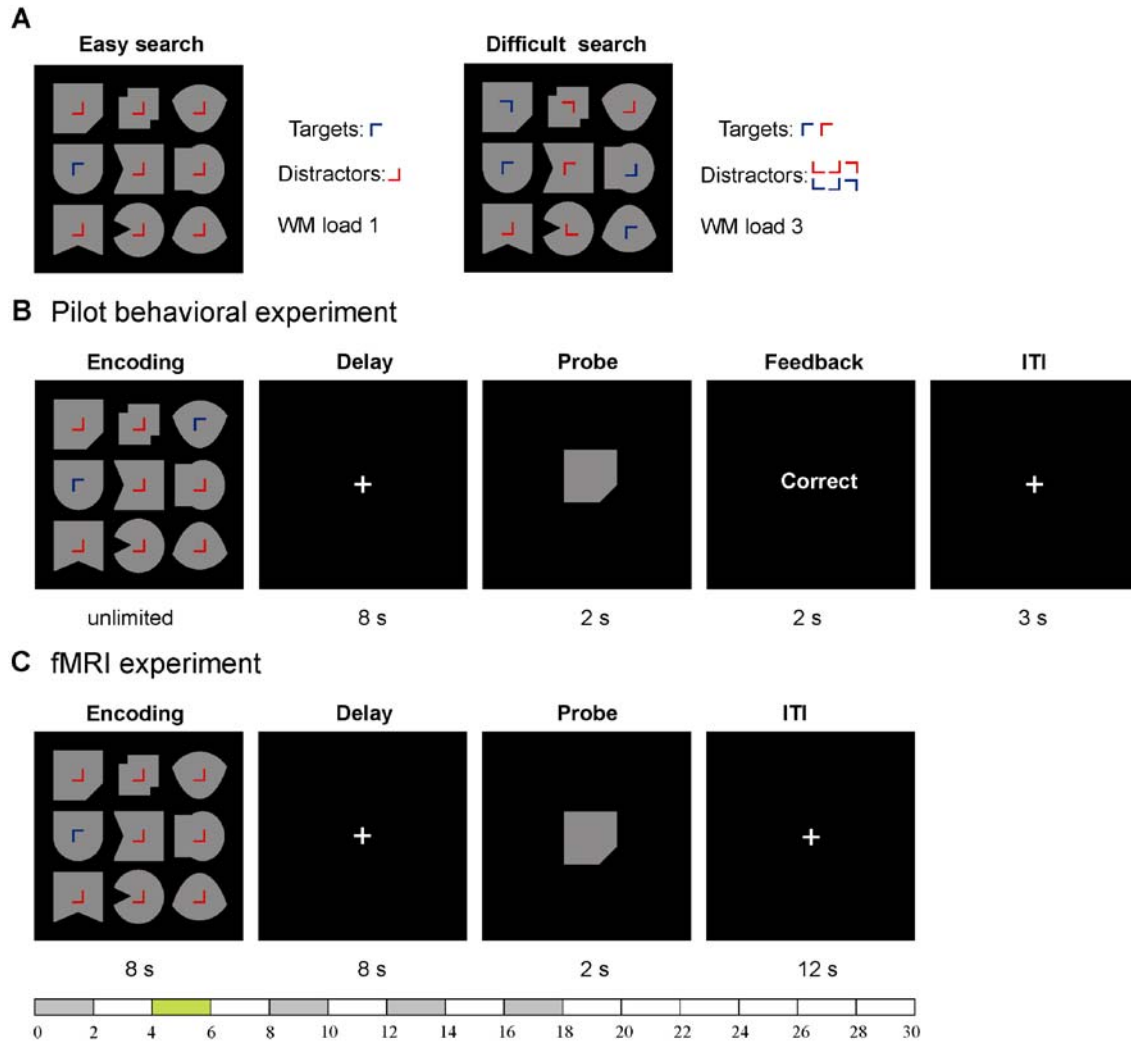 A
Easy search
Difficult search
Targets:
Distractors:
WM load 1
Targets:
Distractors:
WM load 3
B Pilot behavioral experiment
Encoding Delay Probe Feedback ITI
Correct
unlimited 8 s 2 s 2 s 3 s
C fMRI experiment
Encoding Delay Probe ITI
8 s 8 s 2 s 12 s
0 2 4 6 8 10 12 14 16 18 20 22 24 26 28 30